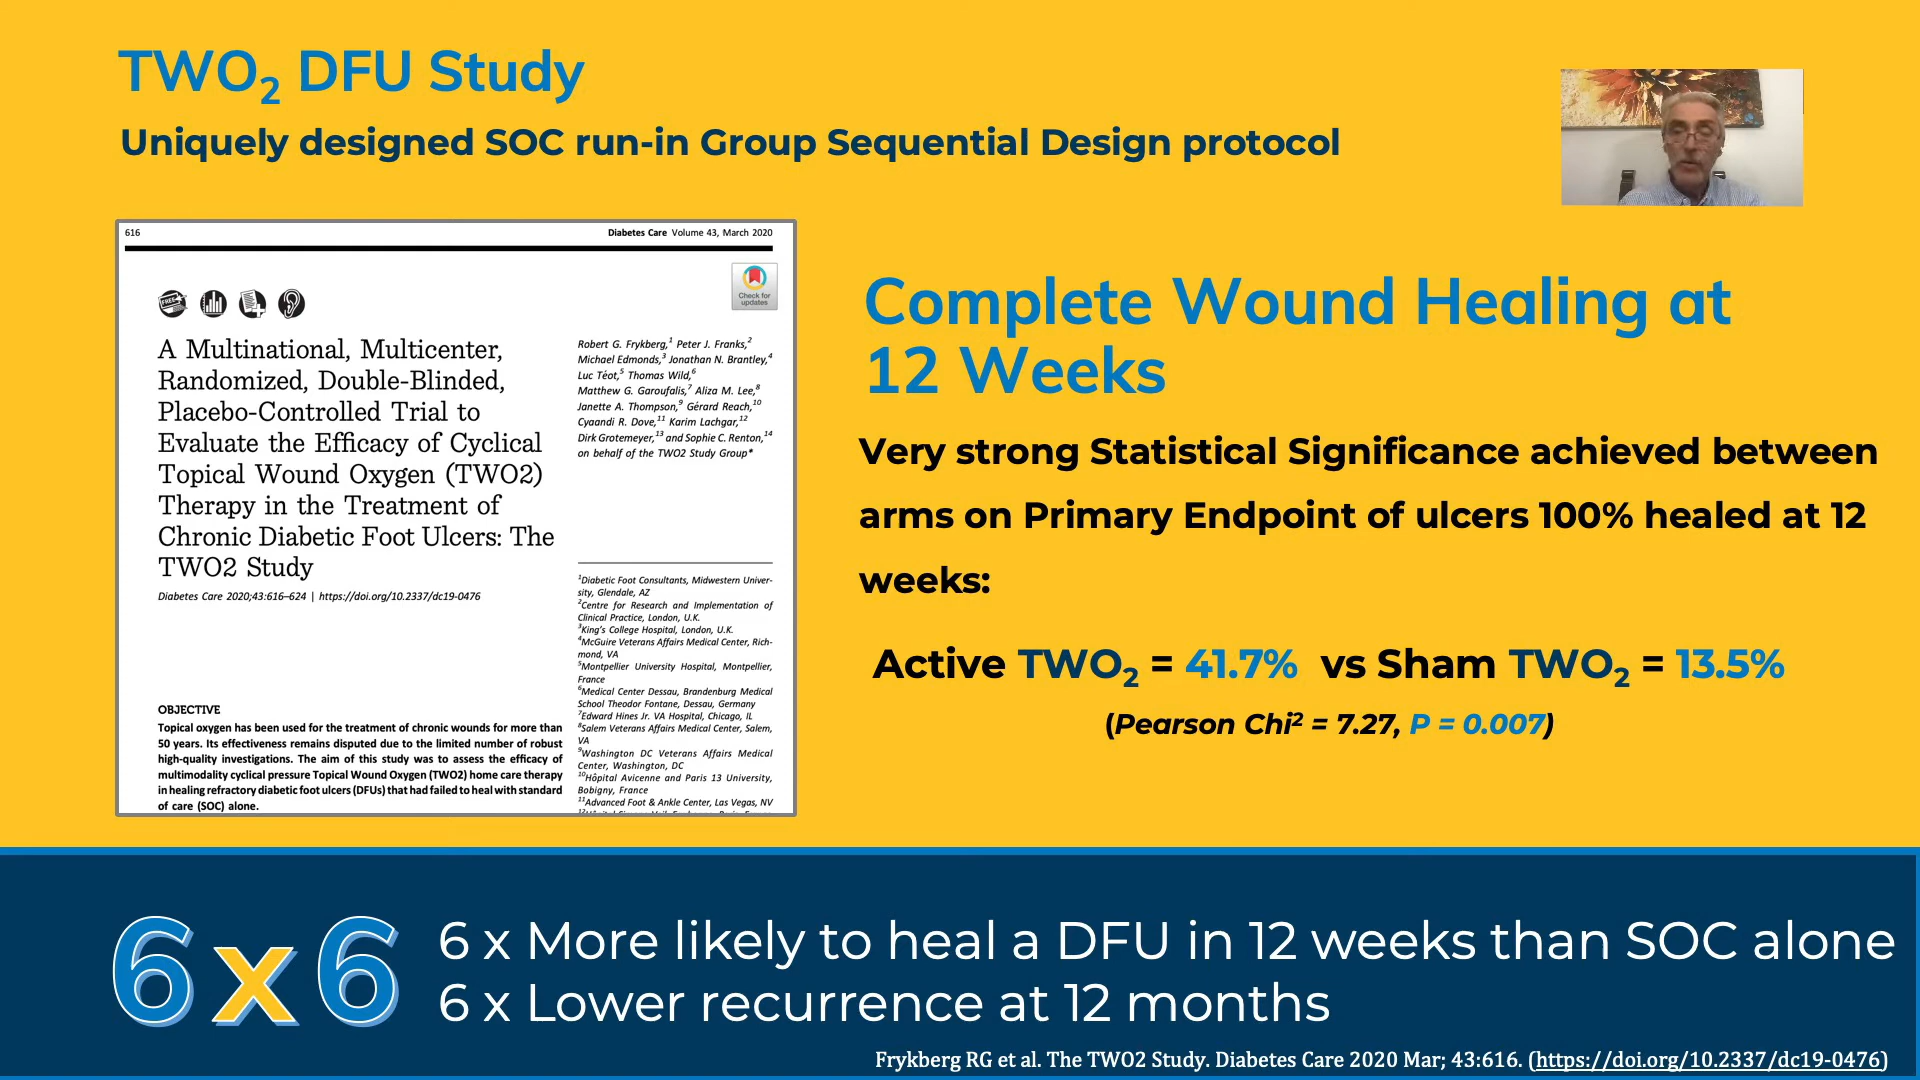 TWO₂ DFU Study
Uniquely designed SOC run-in Group Sequential Design protocol
616
Diabetes Care Volume 43, March 2020
FREE
Check for
updates
A Multinational, Multicenter,
Randomized, Double-Blinded,
Placebo-Controlled Trial to
Evaluate the Efficacy of Cyclical
Topical Wound Oxygen (TWO2)
Therapy in the Treatment of
Chronic Diabetic Foot Ulcers: The
TWO2 Study
Diabetes Care 2020;43:616–624 | https://doi.org/10.2337/dc19-0476
Robert G. Frykberg,¹ Peter J. Franks,²
Michael Edmonds,³ Jonathan N. Brantley,⁴
Luc Téot,⁵ Thomas Wild,⁶
Matthew G. Garoufalis,⁷ Aliza M. Lee,⁸
Janette A. Thompson,⁹ Gérard Reach,¹⁰
Cyaandi R. Dove,¹¹ Karim Lachgar,¹²
Dirk Grotemeyer,¹³ and Sophie C. Renton,¹⁴
on behalf of the TWO2 Study Group*
OBJECTIVE
Topical oxygen has been used for the treatment of chronic wounds for more than
50 years. Its effectiveness remains disputed due to the limited number of robust
high-quality investigations. The aim of this study was to assess the efficacy of
multimodality cyclical pressure Topical Wound Oxygen (TWO2) home care therapy
in healing refractory diabetic foot ulcers (DFUs) that had failed to heal with standard
of care (SOC) alone.
¹Diabetic Foot Consultants, Midwestern Univer-
sity, Glendale, AZ
²Centre for Research and Implementation of
Clinical Practice, London, U.K.
³King's College Hospital, London, U.K.
⁴McGuire Veterans Affairs Medical Center, Rich-
mond, VA
⁵Montpellier University Hospital, Montpellier,
France
⁶Medical Center Dessau, Brandenburg Medical
School Theodor Fontane, Dessau, Germany
⁷Edward Hines Jr. VA Hospital, Chicago, IL
⁸Salem Veterans Affairs Medical Center, Salem,
VA
⁹Washington DC Veterans Affairs Medical
Center, Washington, DC
¹⁰Hôpital Avicenne and Paris 13 University,
Bobigny, France
¹¹Advanced Foot & Ankle Center, Las Vegas, NV
Complete Wound Healing at
12 Weeks
Very strong Statistical Significance achieved between
arms on Primary Endpoint of ulcers 100% healed at 12
weeks:
Active TWO₂ = 41.7% vs Sham TWO₂ = 13.5%
(Pearson Chi² = 7.27, P = 0.007)
6x6
6 x More likely to heal a DFU in 12 weeks than SOC alone
6 x Lower recurrence at 12 months
Frykberg RG et al. The TWO2 Study. Diabetes Care 2020 Mar; 43:616. (https://doi.org/10.2337/dc19-0476)